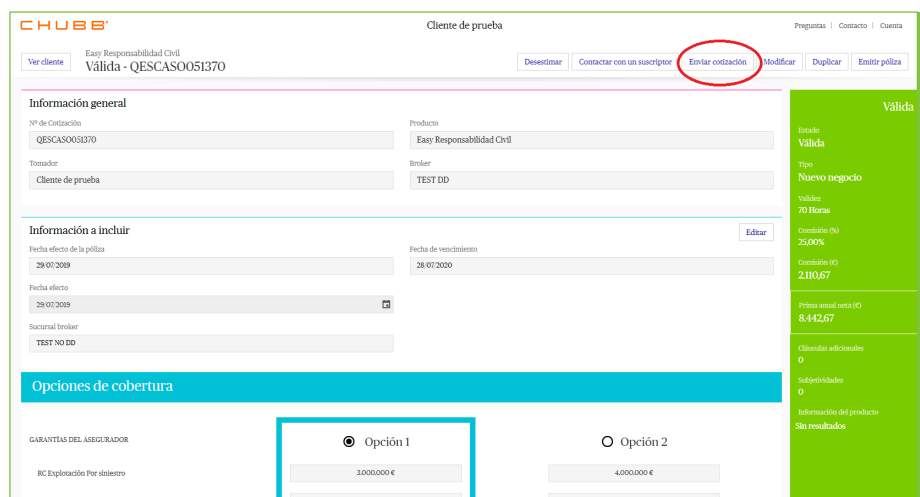 CHUBB
Cliente de prueba
Preguntas | Contacto | Cuenta
Ver cliente
Easy Responsabilidad Civil
Válida - QESCASO051370
Desestimar
Contactar con un suscriptor
Enviar cotización
Modificar
Duplicar
Emitir póliza
Información general
Nº de Cotización
Producto
QESCASO051370
Easy Responsabilidad Civil
Tomador
Broker
Cliente de prueba
TEST DD
Información a incluir
Editar
Fecha efecto de la póliza
Fecha de vencimiento
29/07/2019
28/07/2020
Fecha efecto
29/07/2019
Sucursal broker
TEST NO DD
Opciones de cobertura
GARANTÍAS DEL ASEGURADOR
Opción 1
Opción 2
RC Explotación Por siniestro
3.000.000 €
4.000.000 €
Válida
Estado
Válida
Tipo
Nuevo negocio
Validez
70 Horas
Comisión (%)
25,00%
Comisión (€)
2.110,67
Prima anual neta (€)
8.442,67
Cláusulas adicionales
0
Subjetividades
0
Información del producto
Sin resultados